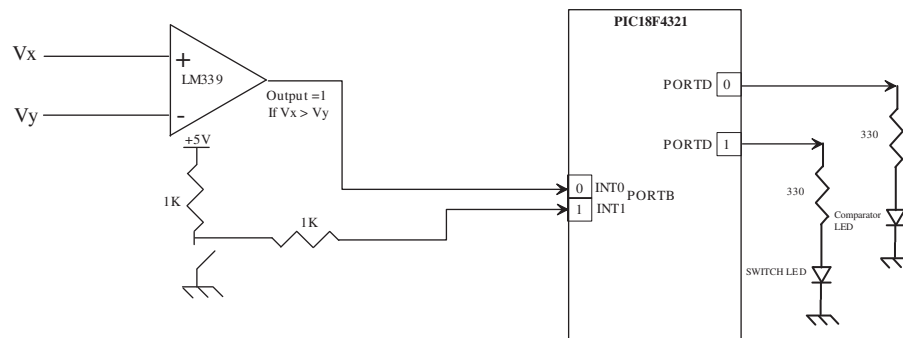 PIC18F4321
Vx
+
LM339
Vy
-
Output =1
If Vx > Vy
+5V
1K
1K
0 INT0
PORTB
1 INT1
PORTD 0
PORTD 1
330
330
Comparator
LED
SWITCH LED